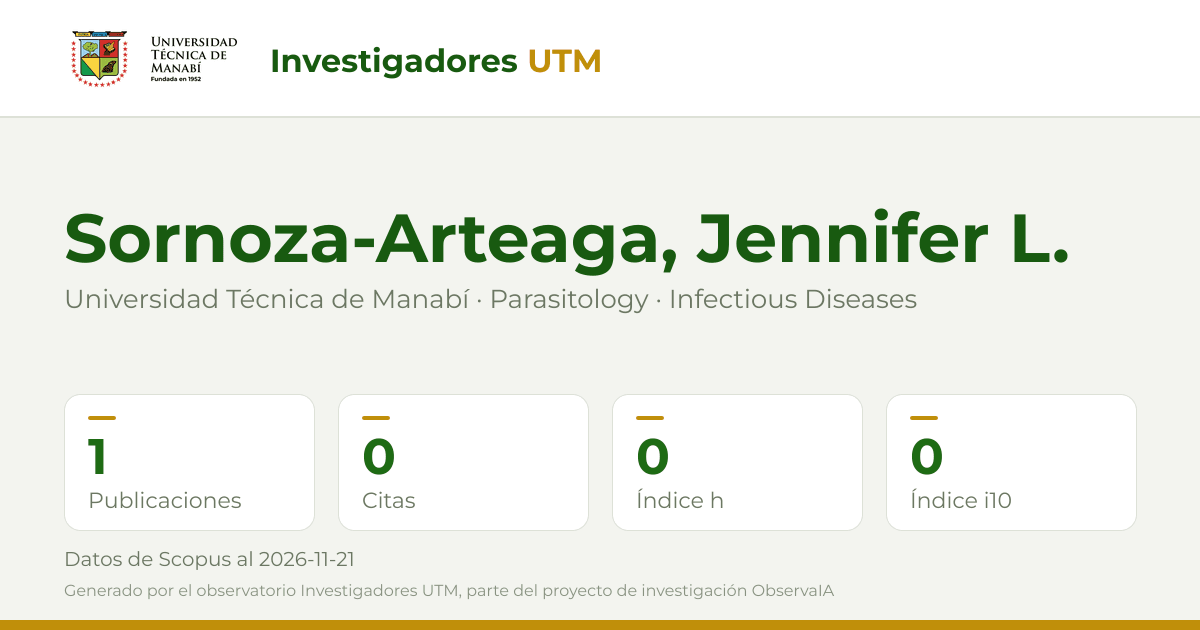 UNIVERSIDAD
TÉCNICA DE
MANABÍ
Fundada en 1952
Investigadores UTM
Sornoza-Arteaga, Jennifer L.
Universidad Técnica de Manabí · Parasitology · Infectious Diseases
1
Publicaciones
0
Citas
0
Índice h
0
Índice i10
Datos de Scopus al 2026-11-21
Generado por el observatorio Investigadores UTM, parte del proyecto de investigación ObservaIA